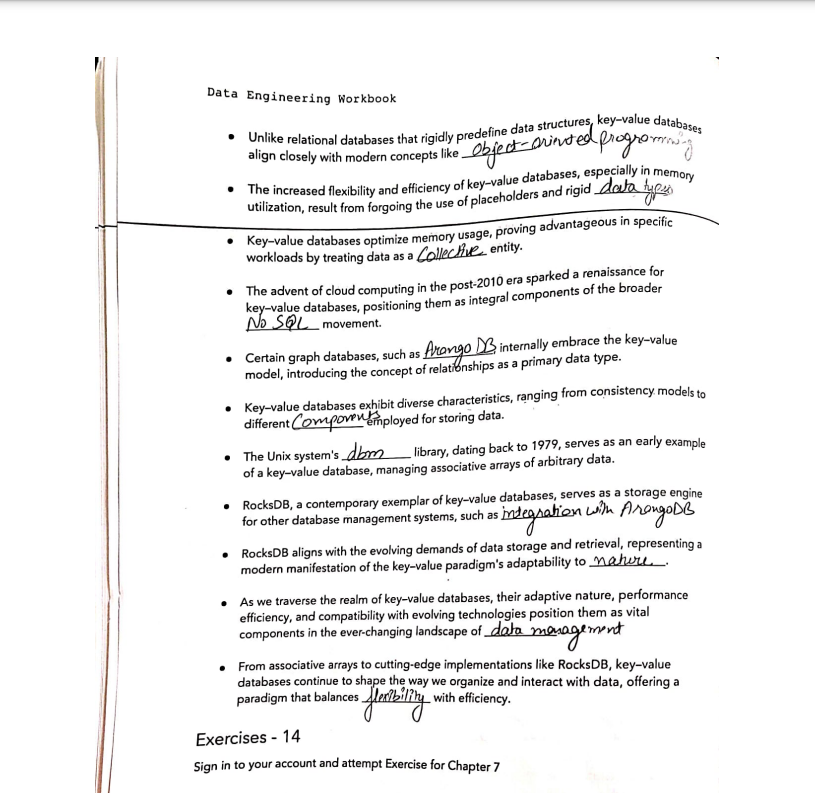 Data Engineering Workbook
• Unlike relational databases that rigidly predefine data structures, key-value databases
align closely with modern concepts like Object-oriented programming
• The increased flexibility and efficiency of key-value databases, especially in memory
utilization, result from forgoing the use of placeholders and rigid data types
• Key-value databases optimize memory usage, proving advantageous in specific
workloads by treating data as a Collective entity.
• The advent of cloud computing in the post-2010 era sparked a renaissance for
key-value databases, positioning them as integral components of the broader
No SQL movement.
• Certain graph databases, such as Arango DB internally embrace the key-value
model, introducing the concept of relationships as a primary data type.
• Key-value databases exhibit diverse characteristics, ranging from consistency models to
different Components employed for storing data.
• The Unix system's dbm library, dating back to 1979, serves as an early example
of a key-value database, managing associative arrays of arbitrary data.
• RocksDB, a contemporary exemplar of key-value databases, serves as a storage engine
for other database management systems, such as integration with ArangoDB
• RocksDB aligns with the evolving demands of data storage and retrieval, representing a
modern manifestation of the key-value paradigm's adaptability to nature.
• As we traverse the realm of key-value databases, their adaptive nature, performance
efficiency, and compatibility with evolving technologies position them as vital
components in the ever-changing landscape of data management
• From associative arrays to cutting-edge implementations like RocksDB, key-value
databases continue to shape the way we organize and interact with data, offering a
paradigm that balances flexibility with efficiency.
Exercises - 14
Sign in to your account and attempt Exercise for Chapter 7